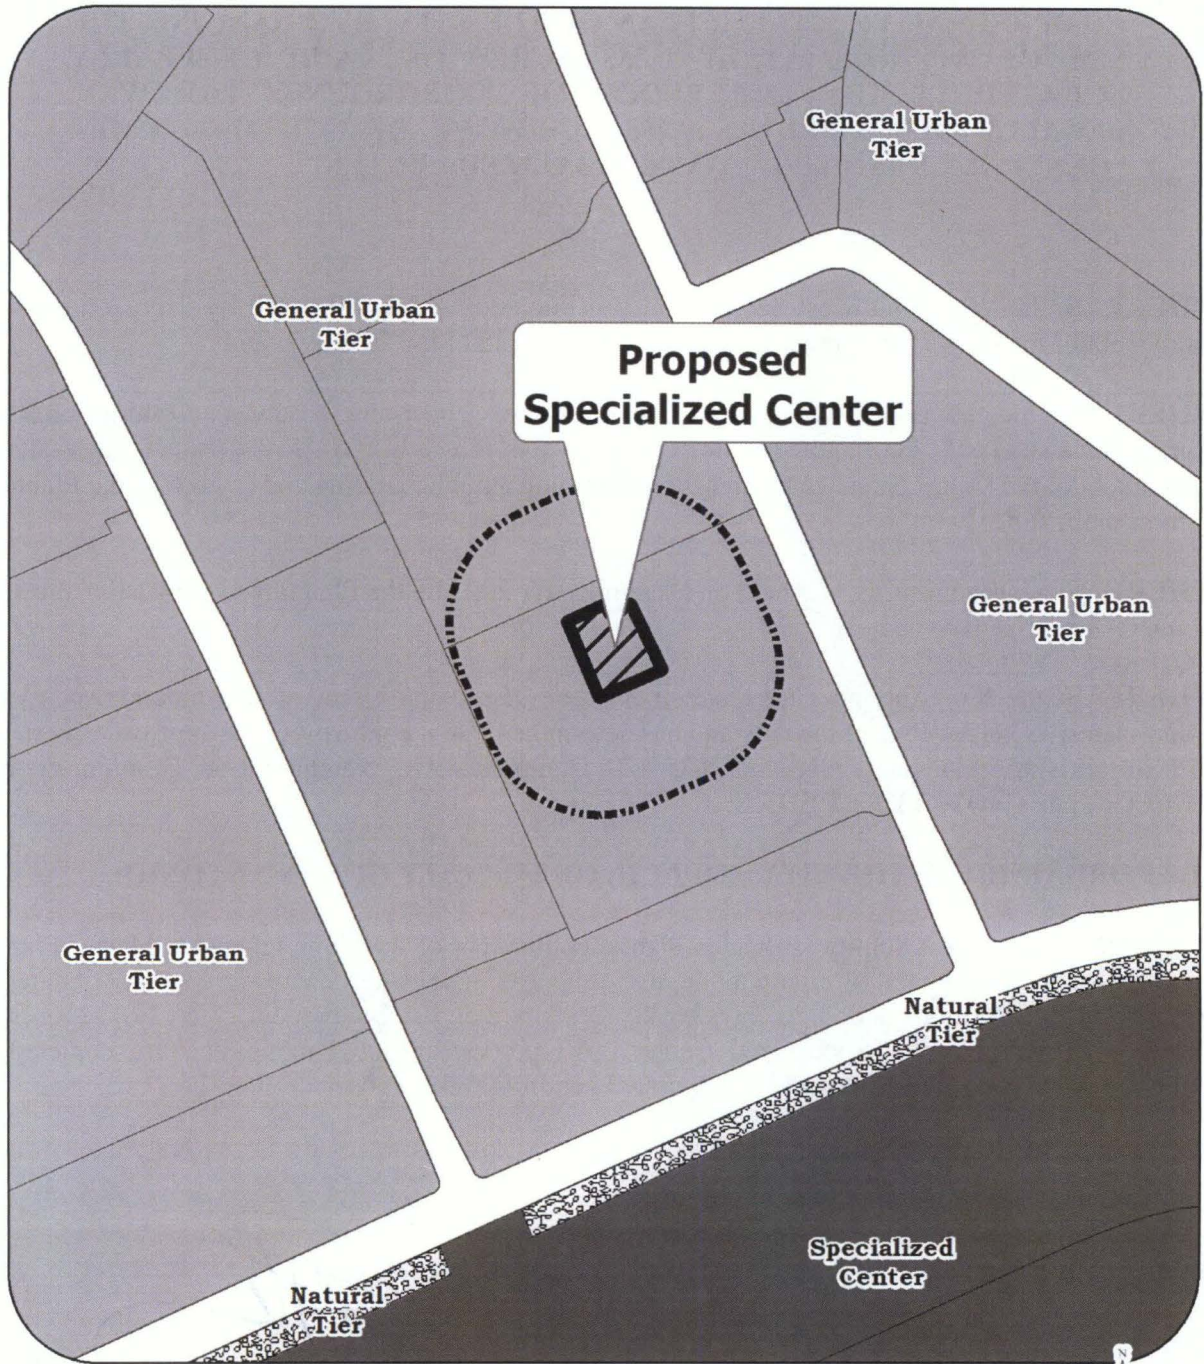 General Urban
Tier
General Urban
Tier
Proposed
Specialized Center
General Urban
Tier
General Urban
Tier
Natural
Tier
Specialized
Center
Natural
Tier
N